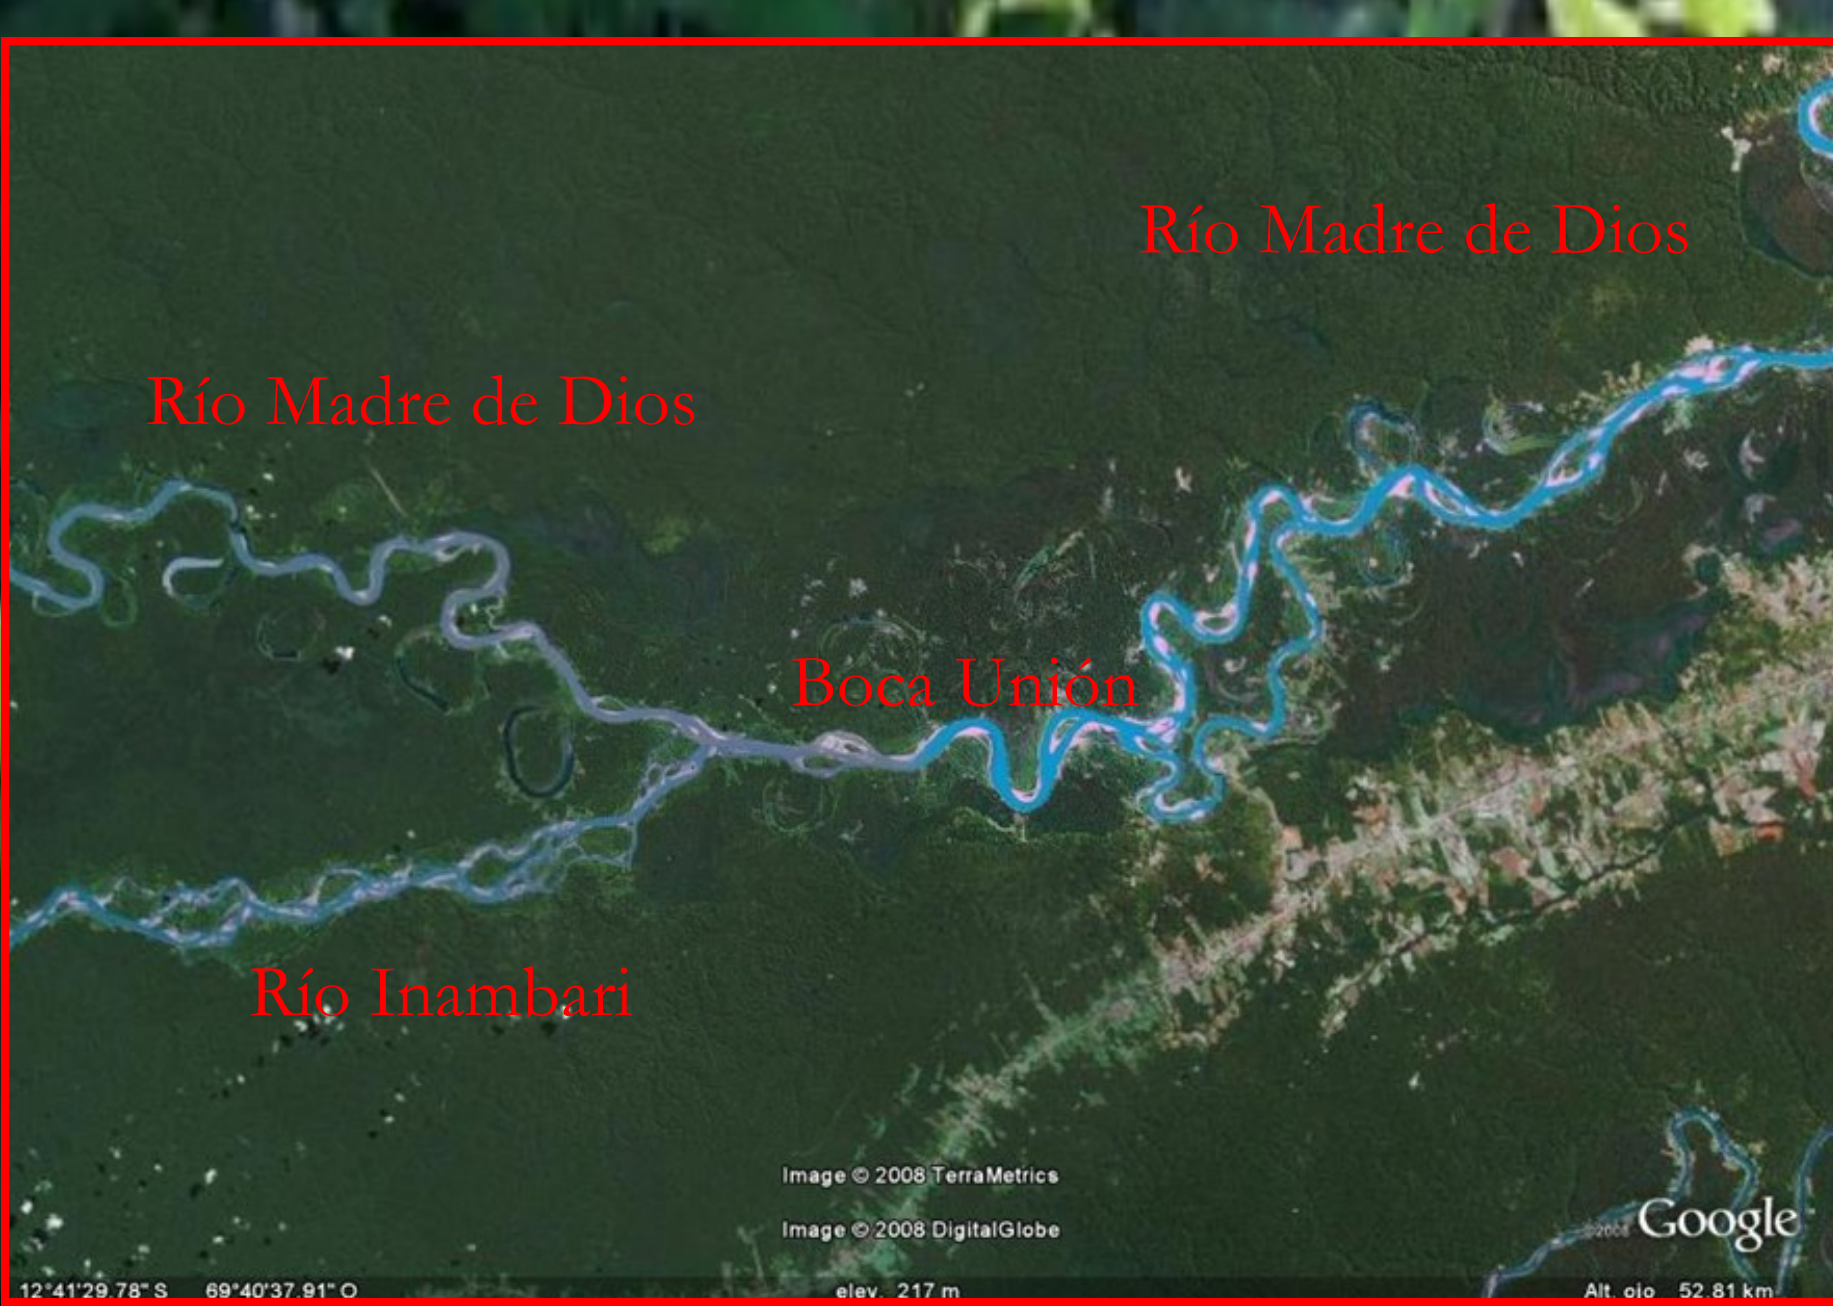 Río Madre de Dios
Río Madre de Dios
Boca Unión
Río Inambari
Image © 2008 TerraMetrics
Image © 2008 DigitalGlobe
©2008 Google
12°41'29.78" S 69°40'37.91" O elev. 217 m Alt. ojo 52.81 km